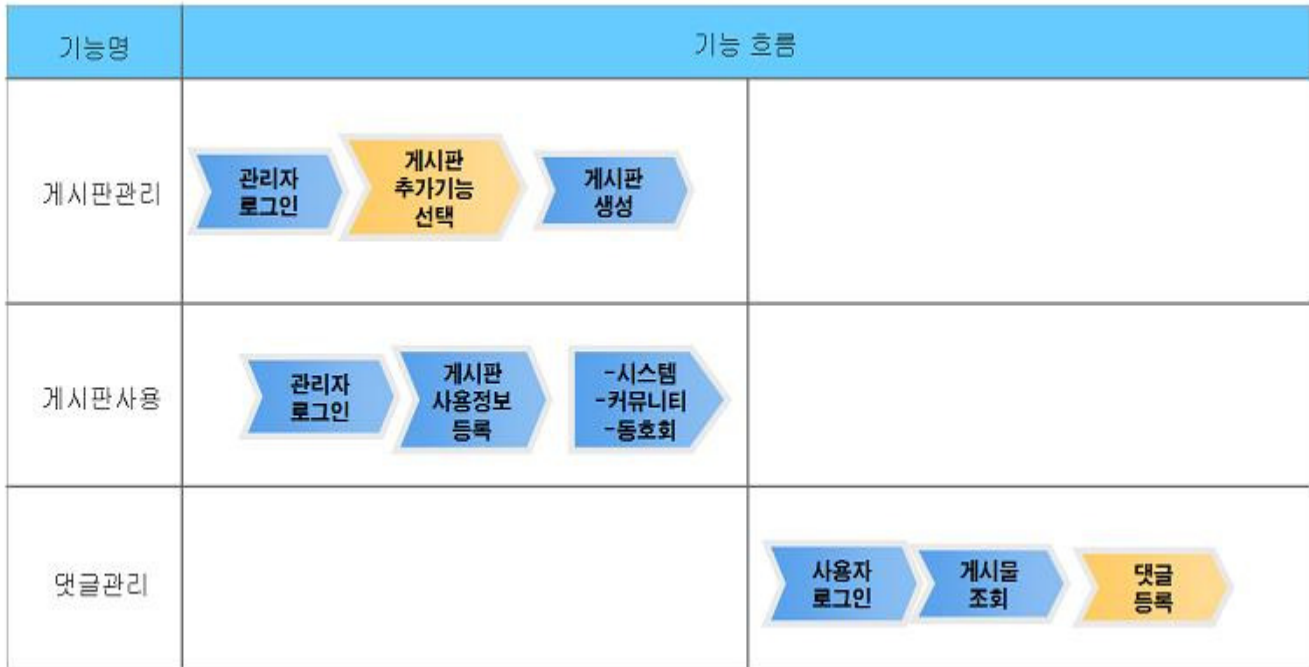 기능명
기능 흐름
게시판관리
관리자
로그인
게시판
추가기능
선택
게시판
생성
게시판사용
관리자
로그인
게시판
사용정보
등록
-시스템
-커뮤니티
-동호회
댓글관리
사용자
로그인
게시물
조회
댓글
등록